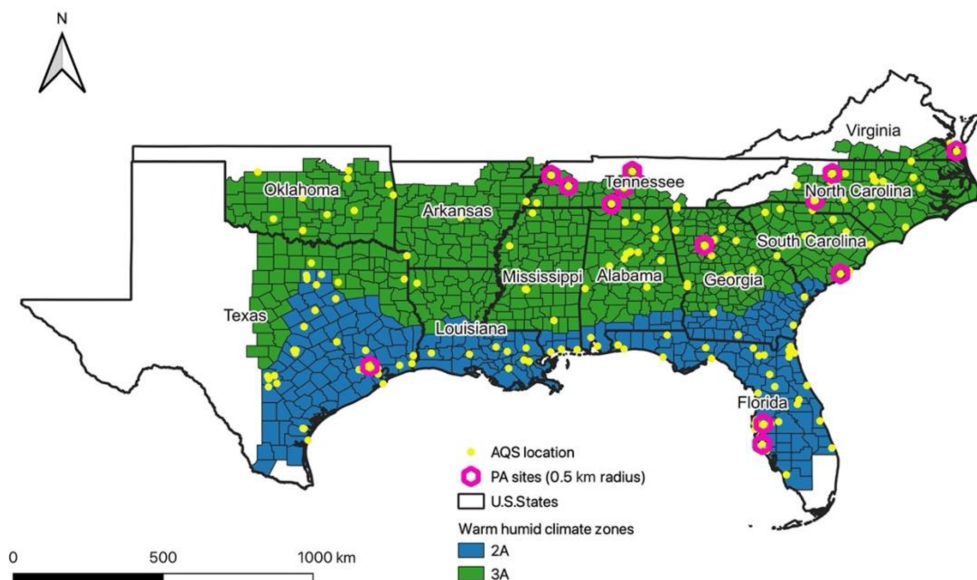 N
Virginia
Oklahoma
Tennessee
North Carolina
Arkansas
South Carolina
Mississippi
Alabama
Georgia
Texas
Louisiana
Florida
AQS location
PA sites (0.5 km radius)
U.S.States
Warm humid climate zones
2A
3A
0 500 1000 km